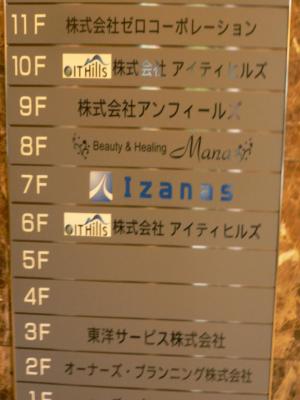 11F 株式会社ゼロコーポレーション
10F ITHills 株式会社 アイティヒルズ
9F 株式会社アンフィールズ
8F Beauty & Healing Mana
7F Izanas
6F ITHills 株式会社 アイティヒルズ
5F
4F
3F 東洋サービス株式会社
2F オーナーズ・プランニング株式会社
1F